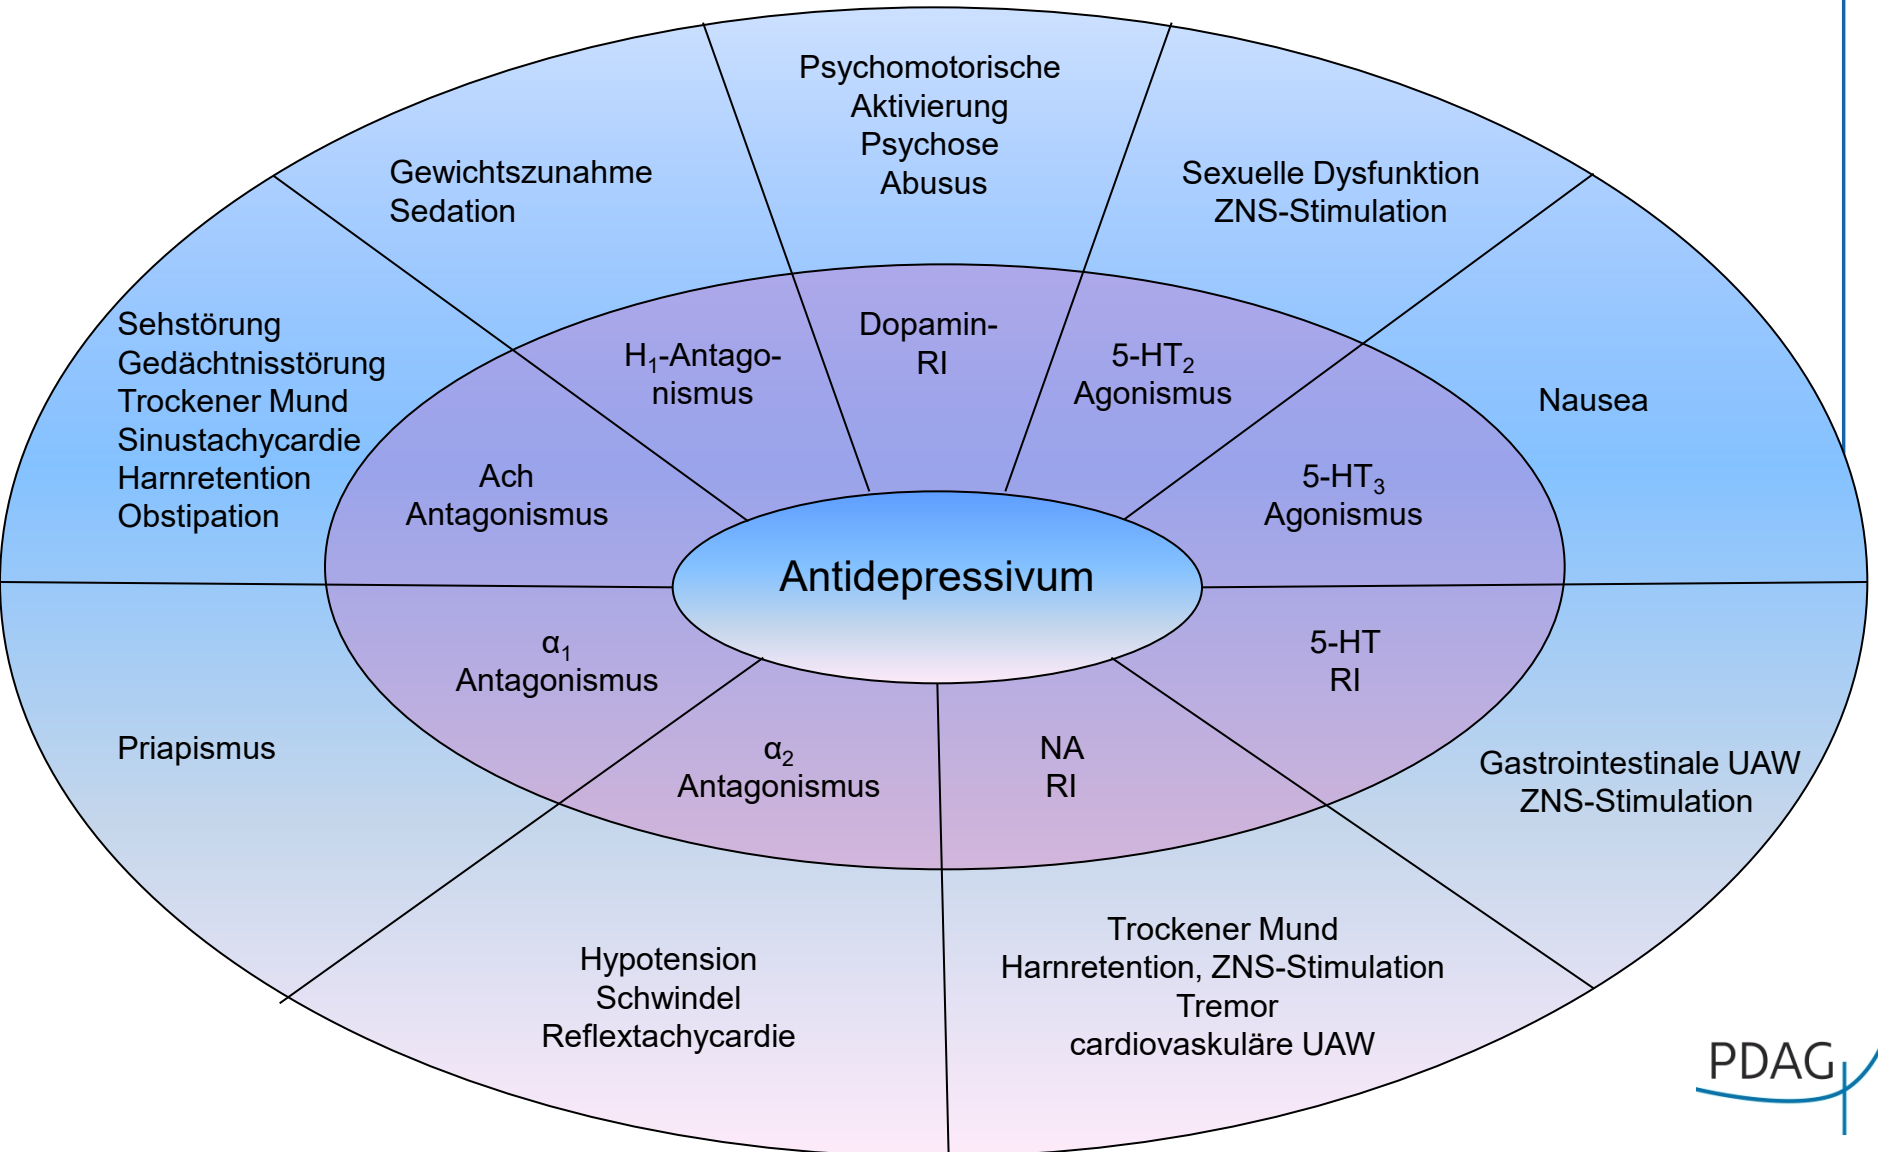 Psychomotorische
Aktivierung
Psychose
Abusus
Gewichtszunahme
Sedation
Sexuelle Dysfunktion
ZNS-Stimulation
Sehstörung
Gedächtnisstörung
Trockener Mund
Sinustachycardie
Harnretention
Obstipation
H₁-Antago-
nismus
Dopamin-
RI
5-HT₂
Agonismus
Nausea
Ach
Antagonismus
5-HT₃
Agonismus
Antidepressivum
α₁
Antagonismus
5-HT
RI
Priapismus
α₂
Antagonismus
NA
RI
Gastrointestinale UAW
ZNS-Stimulation
Hypotension
Schwindel
Reflextachycardie
Trockener Mund
Harnretention, ZNS-Stimulation
Tremor
cardiovaskuläre UAW
PDAG